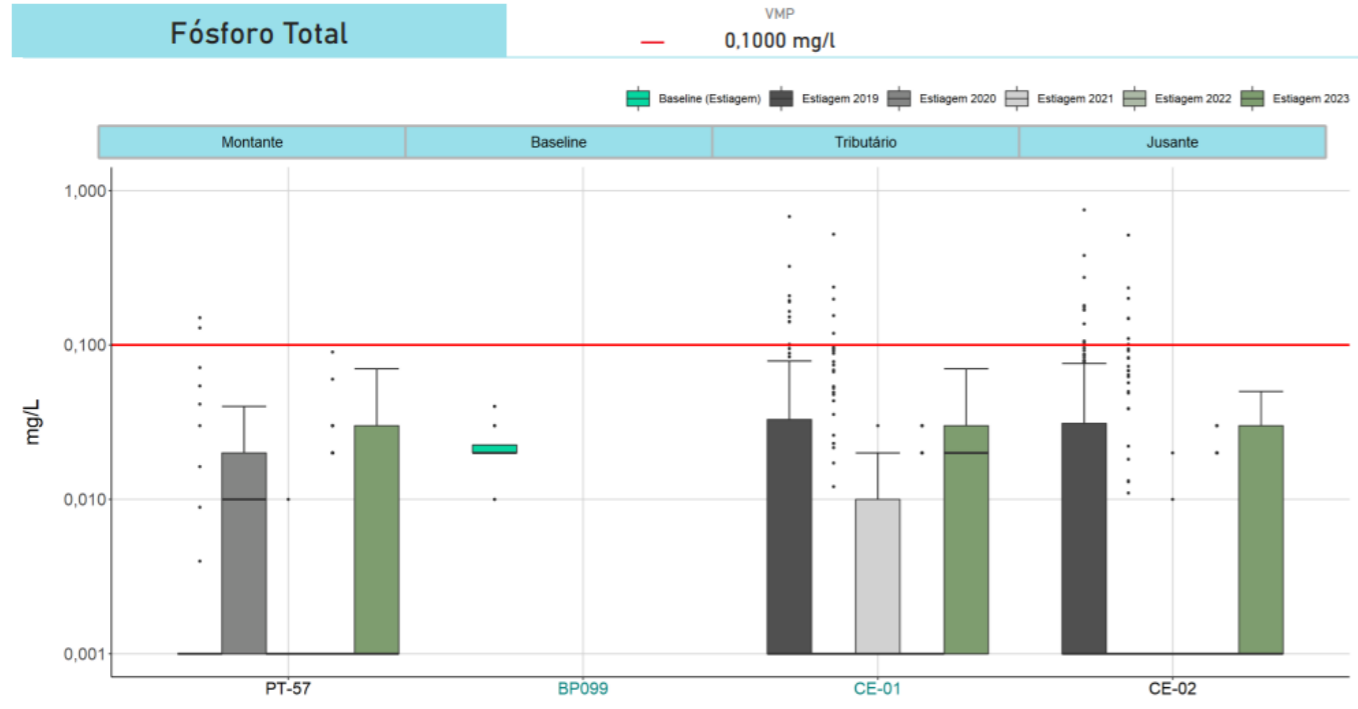 Fósforo Total
VMP
0,1000 mg/l
Baseline (Estiagem) Estiagem 2019 Estiagem 2020 Estiagem 2021 Estiagem 2022 Estiagem 2023
Montante Baseline Tributário Jusante
1,000
0,100
0,010
0,001
mg/L
PT-57 BP099 CE-01 CE-02